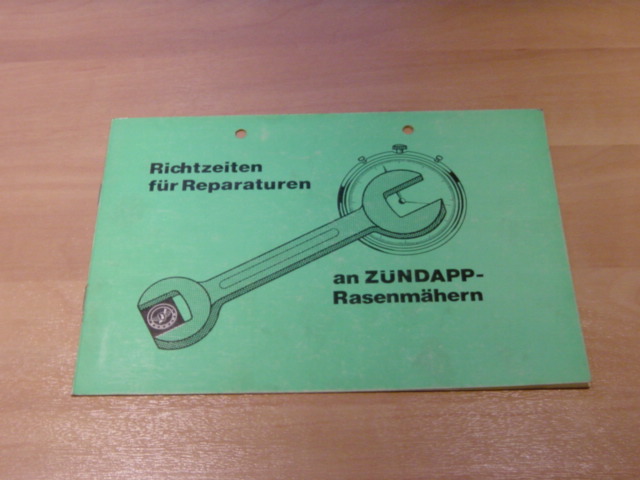 Richtzeiten
für Reparaturen
an ZÜNDAPP-
Rasenmähern